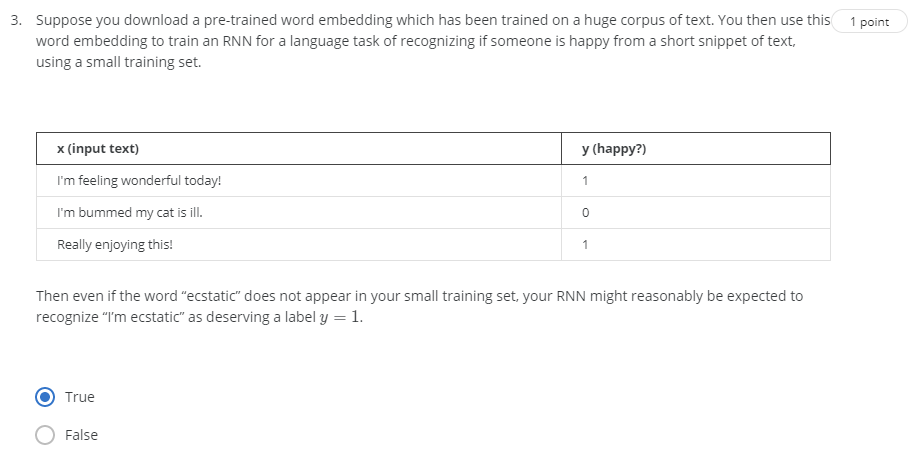 3. Suppose you download a pre-trained word embedding which has been trained on a huge corpus of text. You then use this 1 point
word embedding to train an RNN for a language task of recognizing if someone is happy from a short snippet of text,
using a small training set.
x (input text) y (happy?)
I'm feeling wonderful today! 1
I'm bummed my cat is ill. 0
Really enjoying this! 1
Then even if the word “ecstatic” does not appear in your small training set, your RNN might reasonably be expected to
recognize “I'm ecstatic” as deserving a label y = 1.
True
False